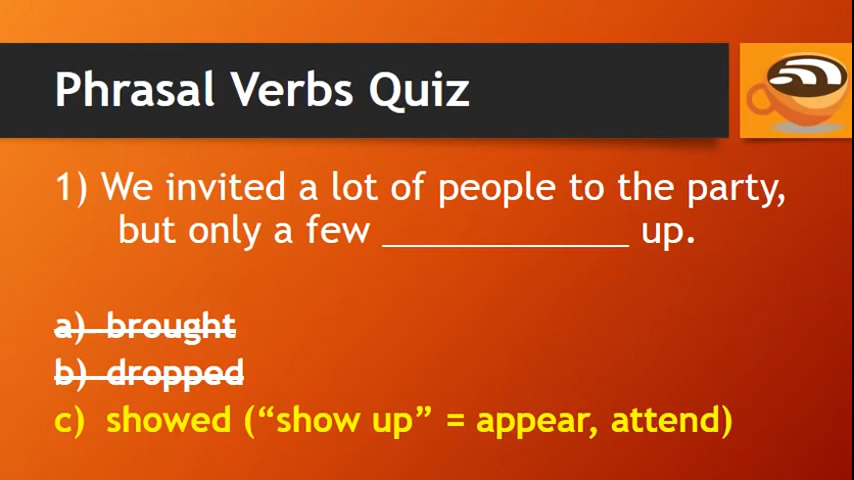 Phrasal Verbs Quiz
1) We invited a lot of people to the party,
but only a few ____________ up.
a) brought
b) dropped
c) showed (“show up” = appear, attend)